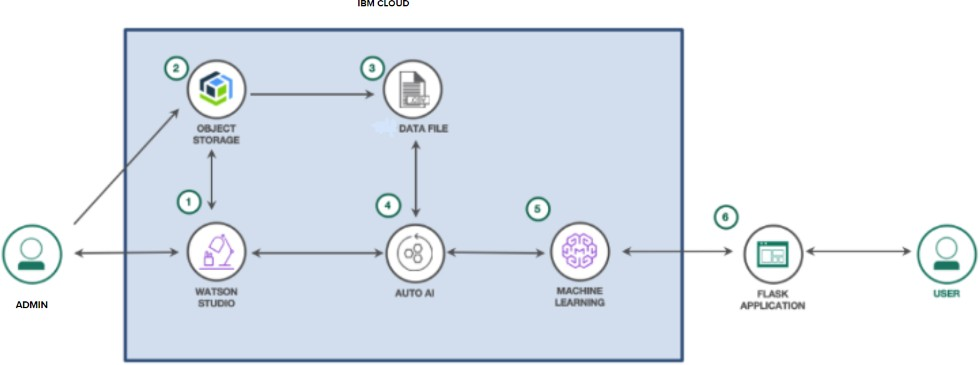 IBM CLOUD
2
3
OBJECT
STORAGE
.CSV
DATA FILE
1
4
5
6
ADMIN
WATSON
STUDIO
AUTO AI
MACHINE
LEARNING
FLASK
APPLICATION
USER